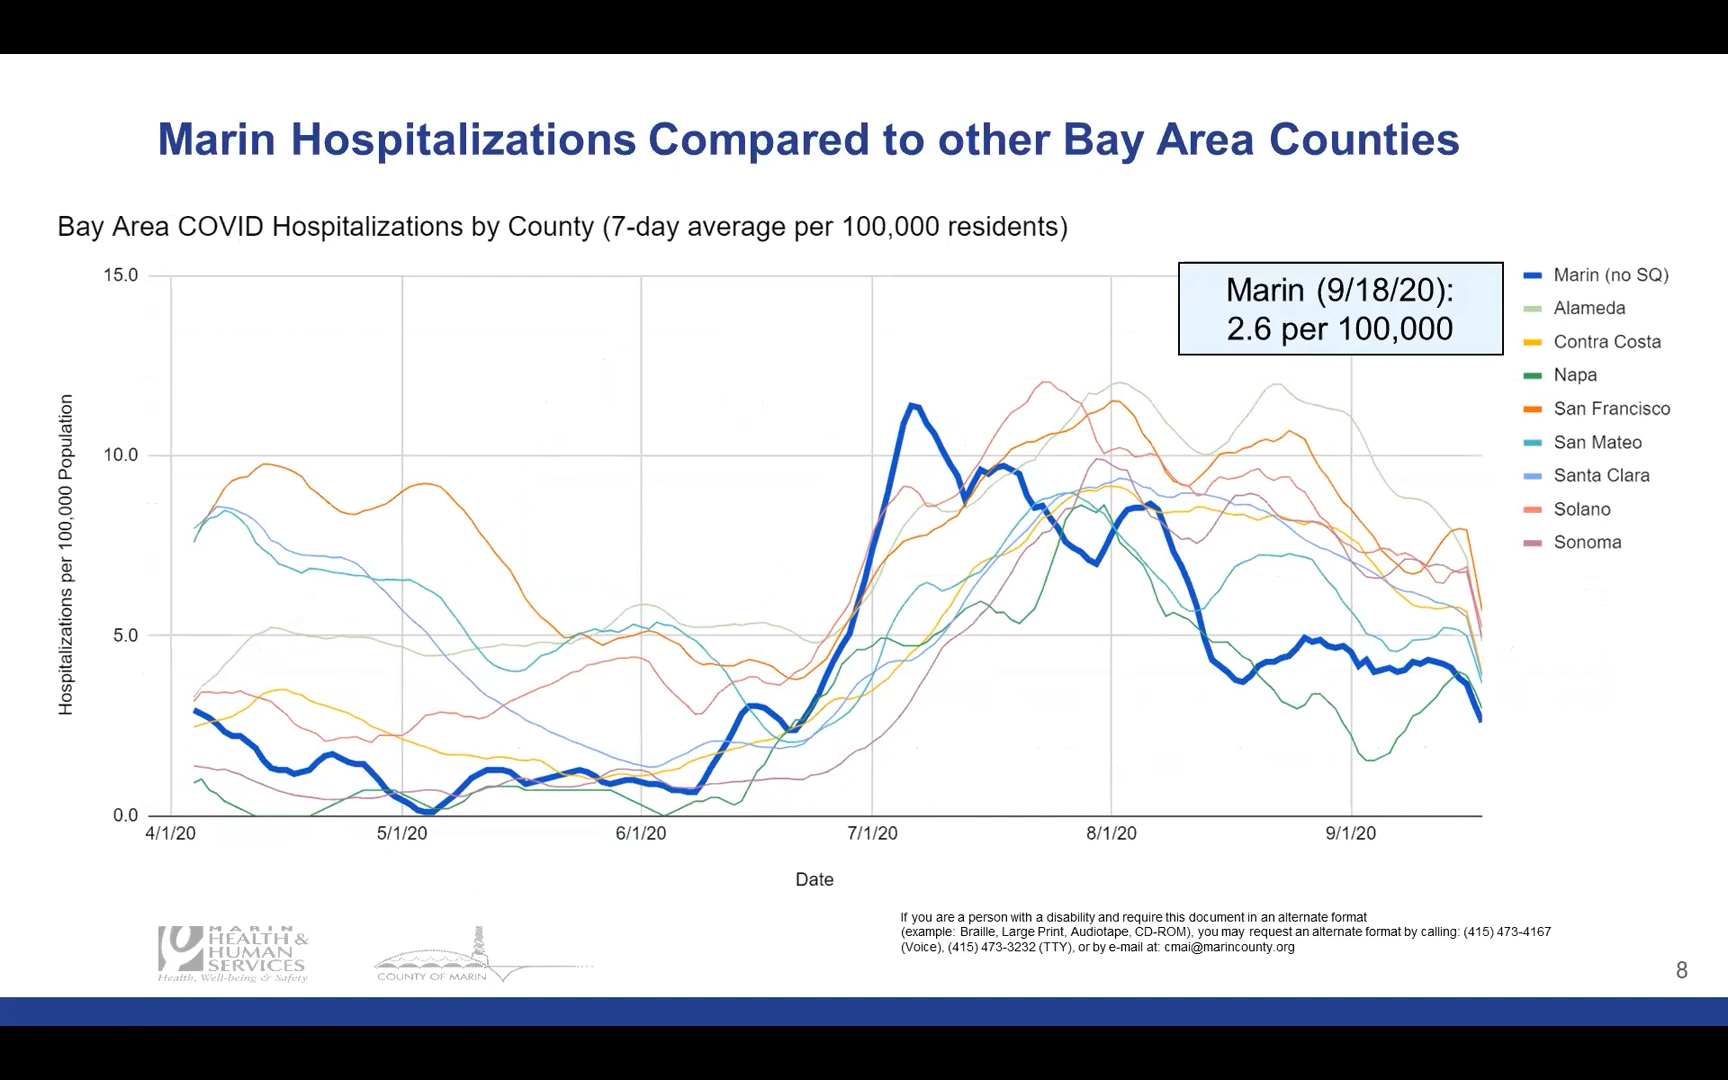 Marin Hospitalizations Compared to other Bay Area Counties
Bay Area COVID Hospitalizations by County (7-day average per 100,000 residents)
Marin (9/18/20):
2.6 per 100,000
15.0
10.0
5.0
0.0
Hospitalizations per 100,000 Population
4/1/20
5/1/20
6/1/20
7/1/20
8/1/20
9/1/20
Date
Marin (no SQ)
Alameda
Contra Costa
Napa
San Francisco
San Mateo
Santa Clara
Solano
Sonoma
MARIN
HEALTH &
HUMAN
SERVICES
Health, Well-being & Safety
COUNTY OF MARIN
If you are a person with a disability and require this document in an alternate format
(example: Braille, Large Print, Audiotape, CD-ROM), you may request an alternate format by calling: (415) 473-4167
(Voice), (415) 473-3232 (TTY), or by e-mail at: cmai@marincounty.org
8